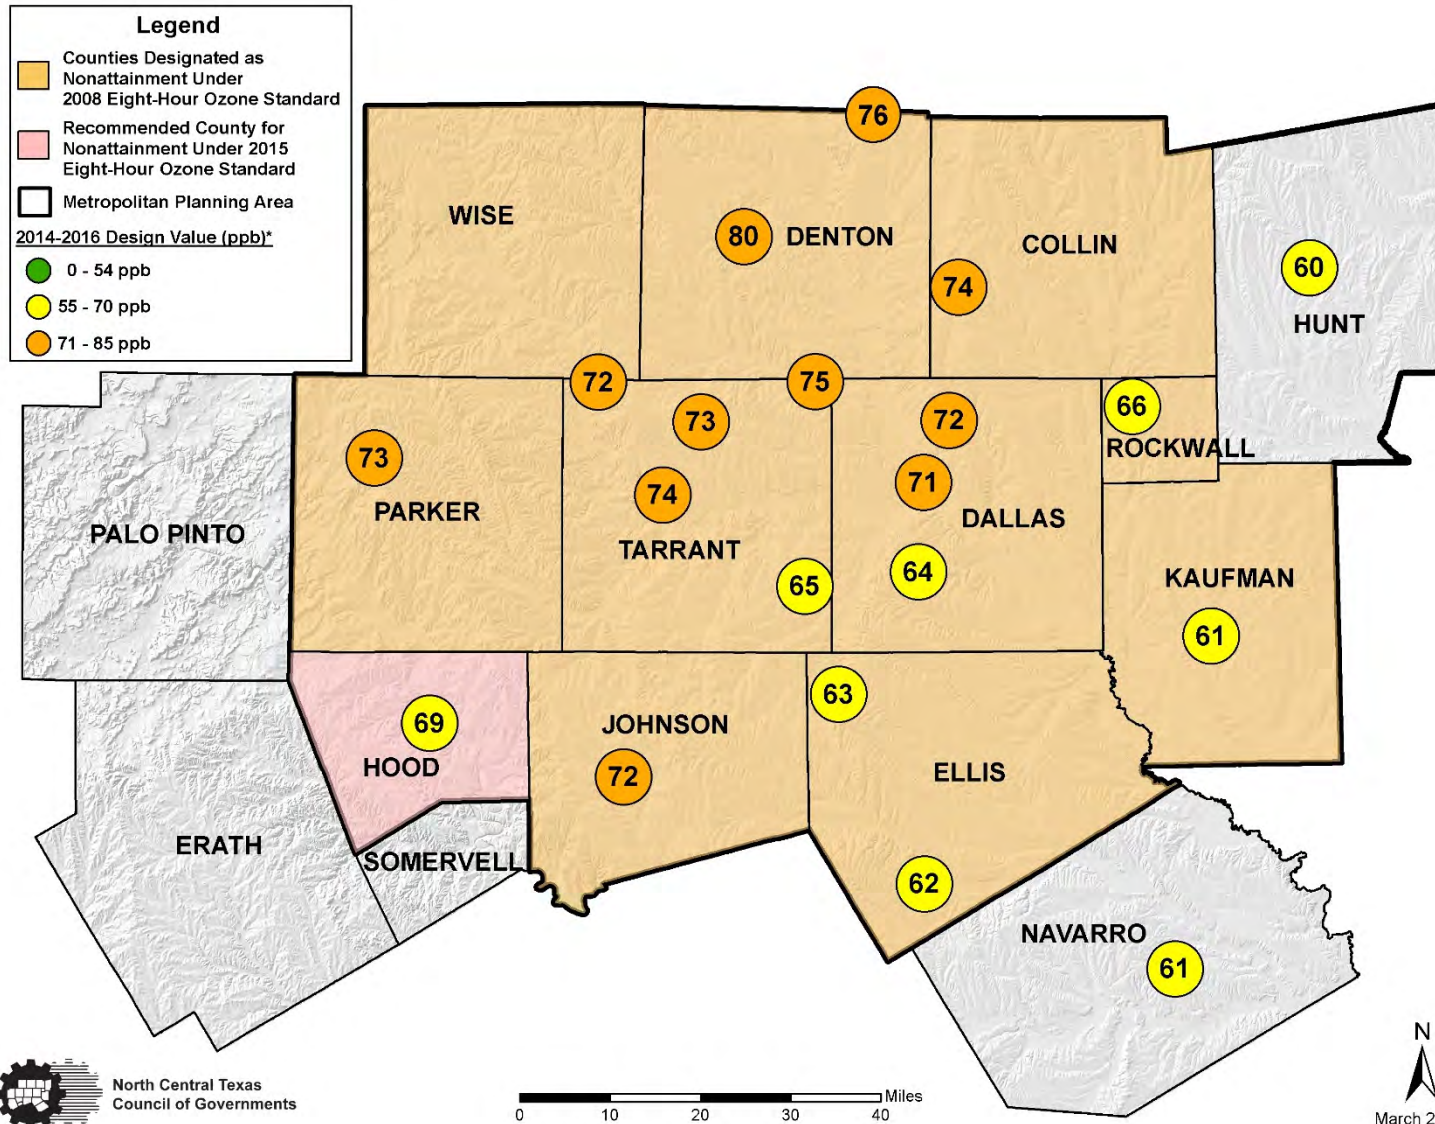 Legend
Counties Designated as
Nonattainment Under
2008 Eight-Hour Ozone Standard
Recommended County for
Nonattainment Under 2015
Eight-Hour Ozone Standard
Metropolitan Planning Area
2014-2016 Design Value (ppb)*
0 - 54 ppb
55 - 70 ppb
71 - 85 ppb
76
WISE
80 DENTON
COLLIN
74
60
HUNT
72
75
73
72
66
ROCKWALL
73
PARKER
74
71
DALLAS
PALO PINTO
TARRANT
65
64
KAUFMAN
61
69
HOOD
JOHNSON
72
63
ELLIS
ERATH
SOMERVELL
62
NAVARRO
61
North Central Texas
Council of Governments
0 10 20 30 40 Miles
N
March